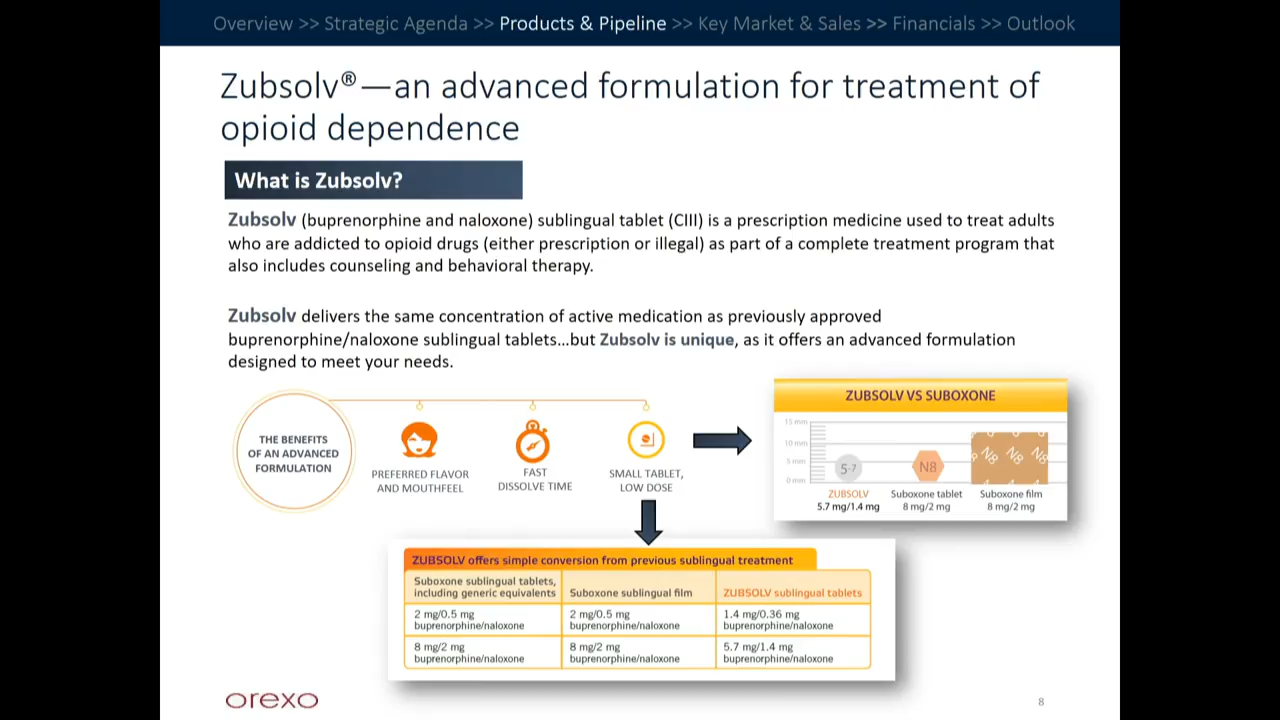 Overview >> Strategic Agenda >> Products & Pipeline >> Key Market & Sales >> Financials >> Outlook
Zubsolv®—an advanced formulation for treatment of
opioid dependence
What is Zubsolv?
Zubsolv (buprenorphine and naloxone) sublingual tablet (CIII) is a prescription medicine used to treat adults
who are addicted to opioid drugs (either prescription or illegal) as part of a complete treatment program that
also includes counseling and behavioral therapy.
Zubsolv delivers the same concentration of active medication as previously approved
buprenorphine/naloxone sublingual tablets...but Zubsolv is unique, as it offers an advanced formulation
designed to meet your needs.
THE BENEFITS
OF AN ADVANCED
FORMULATION
PREFERRED FLAVOR
AND MOUTHFEEL
FAST
DISSOLVE TIME
SMALL TABLET,
LOW DOSE
ZUBSOLV VS SUBOXONE
15 mm
10 mm
5 mm
0 mm
5·7
N8
N8 N8 N8
ZUBSOLV
5.7 mg/1.4 mg
Suboxone tablet
8 mg/2 mg
Suboxone film
8 mg/2 mg
ZUBSOLV offers simple conversion from previous sublingual treatment
Suboxone sublingual tablets,
including generic equivalents
Suboxone sublingual film
ZUBSOLV sublingual tablets
2 mg/0.5 mg
buprenorphine/naloxone
2 mg/0.5 mg
buprenorphine/naloxone
1.4 mg/0.36 mg
buprenorphine/naloxone
8 mg/2 mg
buprenorphine/naloxone
8 mg/2 mg
buprenorphine/naloxone
5.7 mg/1.4 mg
buprenorphine/naloxone
orexo
8